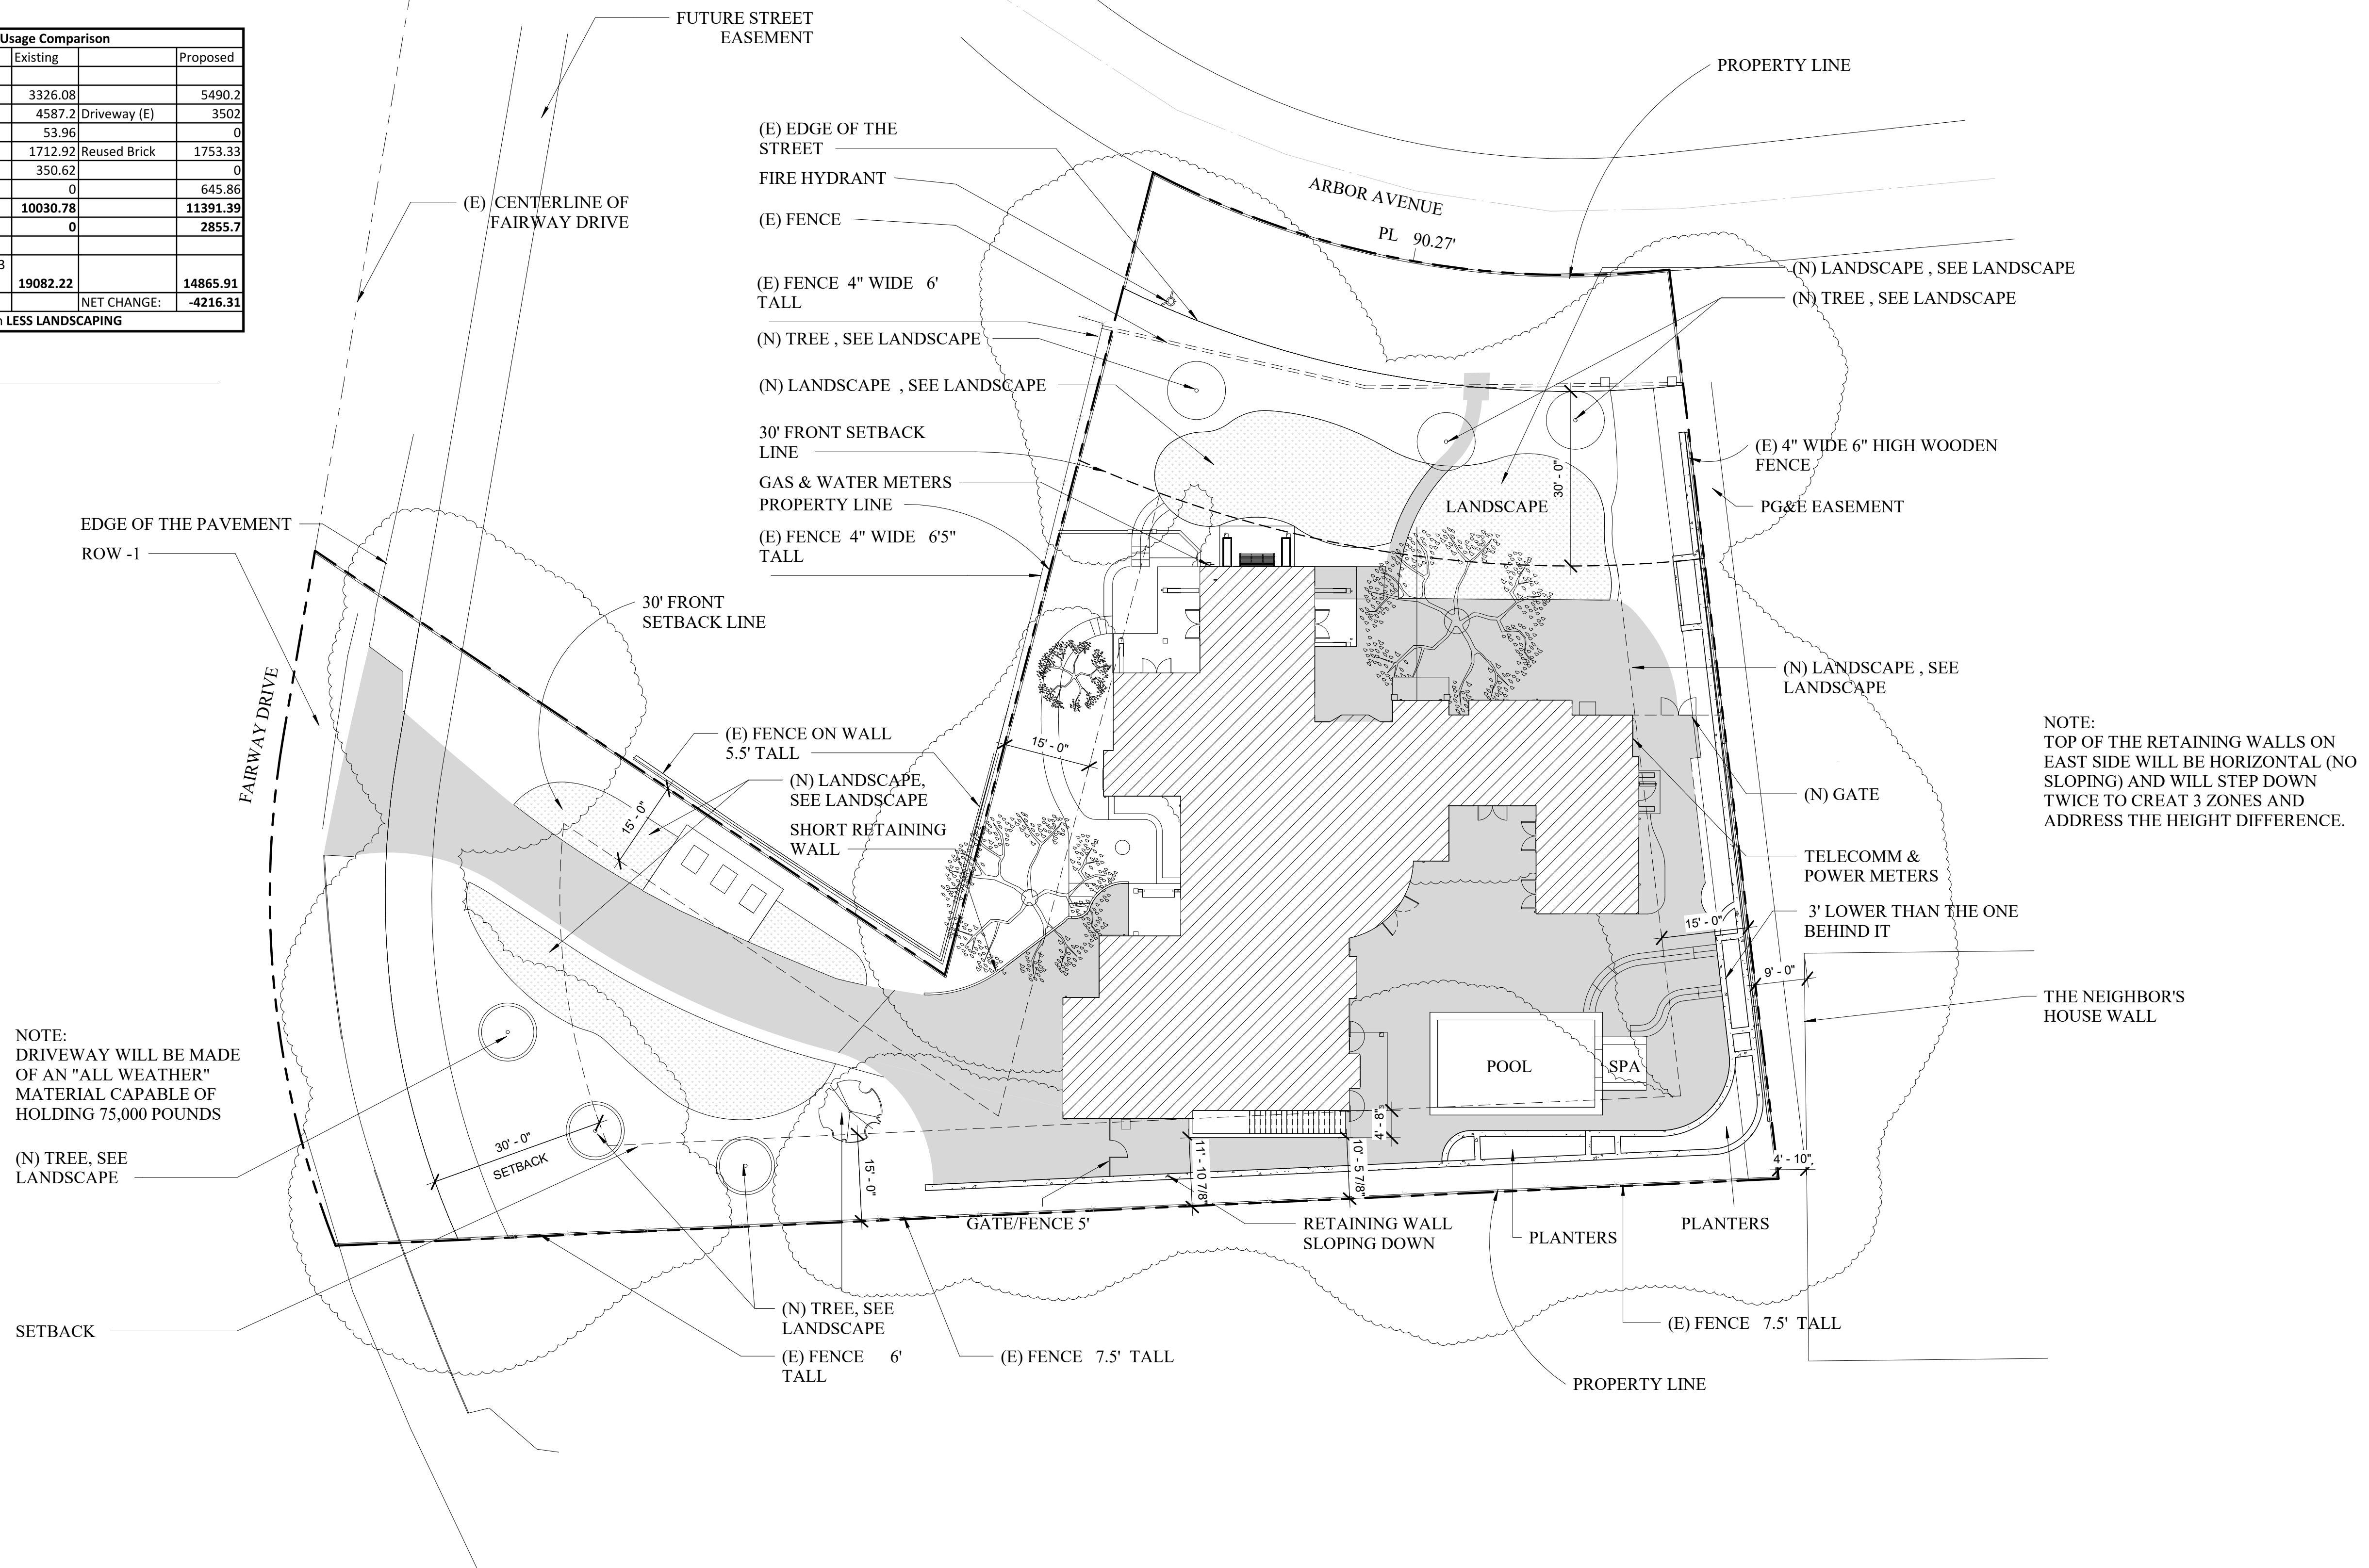 Usage Comparison
Existing Proposed
3326.08 5490.2
4587.2 Driveway (E) 3502
53.96 0
1712.92 Reused Brick 1753.33
350.62 0
0 645.86
10030.78 11391.39
0 2855.7
3
19082.22 14865.91
NET CHANGE: -4216.31
LESS LANDSCAPING
FUTURE STREET
EASEMENT
PROPERTY LINE
(E) EDGE OF THE
STREET
FIRE HYDRANT
(E) CENTERLINE OF
FAIRWAY DRIVE
(E) FENCE
ARBOR AVENUE
PL 90.27'
(N) LANDSCAPE , SEE LANDSCAPE
(N) TREE , SEE LANDSCAPE
(E) FENCE 4" WIDE 6'
TALL
(N) TREE , SEE LANDSCAPE
(N) LANDSCAPE , SEE LANDSCAPE
30' FRONT SETBACK
LINE
GAS & WATER METERS
PROPERTY LINE
(E) FENCE 4" WIDE 6'5"
TALL
(E) 4" WIDE 6" HIGH WOODEN
FENCE
PG&E EASEMENT
LANDSCAPE
30' - 0"
EDGE OF THE PAVEMENT
ROW -1
30' FRONT
SETBACK LINE
FAIRWAY DRIVE
(E) FENCE ON WALL
5.5' TALL
(N) LANDSCAPE,
SEE LANDSCAPE
SHORT RETAINING
WALL
15' - 0"
15' - 0"
(N) LANDSCAPE , SEE
LANDSCAPE
(N) GATE
NOTE:
TOP OF THE RETAINING WALLS ON
EAST SIDE WILL BE HORIZONTAL (NO
SLOPING) AND WILL STEP DOWN
TWICE TO CREAT 3 ZONES AND
ADDRESS THE HEIGHT DIFFERENCE.
TELECOMM &
POWER METERS
3' LOWER THAN THE ONE
BEHIND IT
15' - 0"
9' - 0"
THE NEIGHBOR'S
HOUSE WALL
NOTE:
DRIVEWAY WILL BE MADE
OF AN "ALL WEATHER"
MATERIAL CAPABLE OF
HOLDING 75,000 POUNDS
(N) TREE, SEE
LANDSCAPE
30' - 0"
SETBACK
POOL
SPA
4' - 8"
15' - 0"
11' - 10 7/8"
10' - 5 7/8"
4' - 10"
GATE/FENCE 5'
RETAINING WALL
SLOPING DOWN
PLANTERS
PLANTERS
SETBACK
(N) TREE, SEE
LANDSCAPE
(E) FENCE 6'
TALL
(E) FENCE 7.5' TALL
(E) FENCE 7.5' TALL
PROPERTY LINE